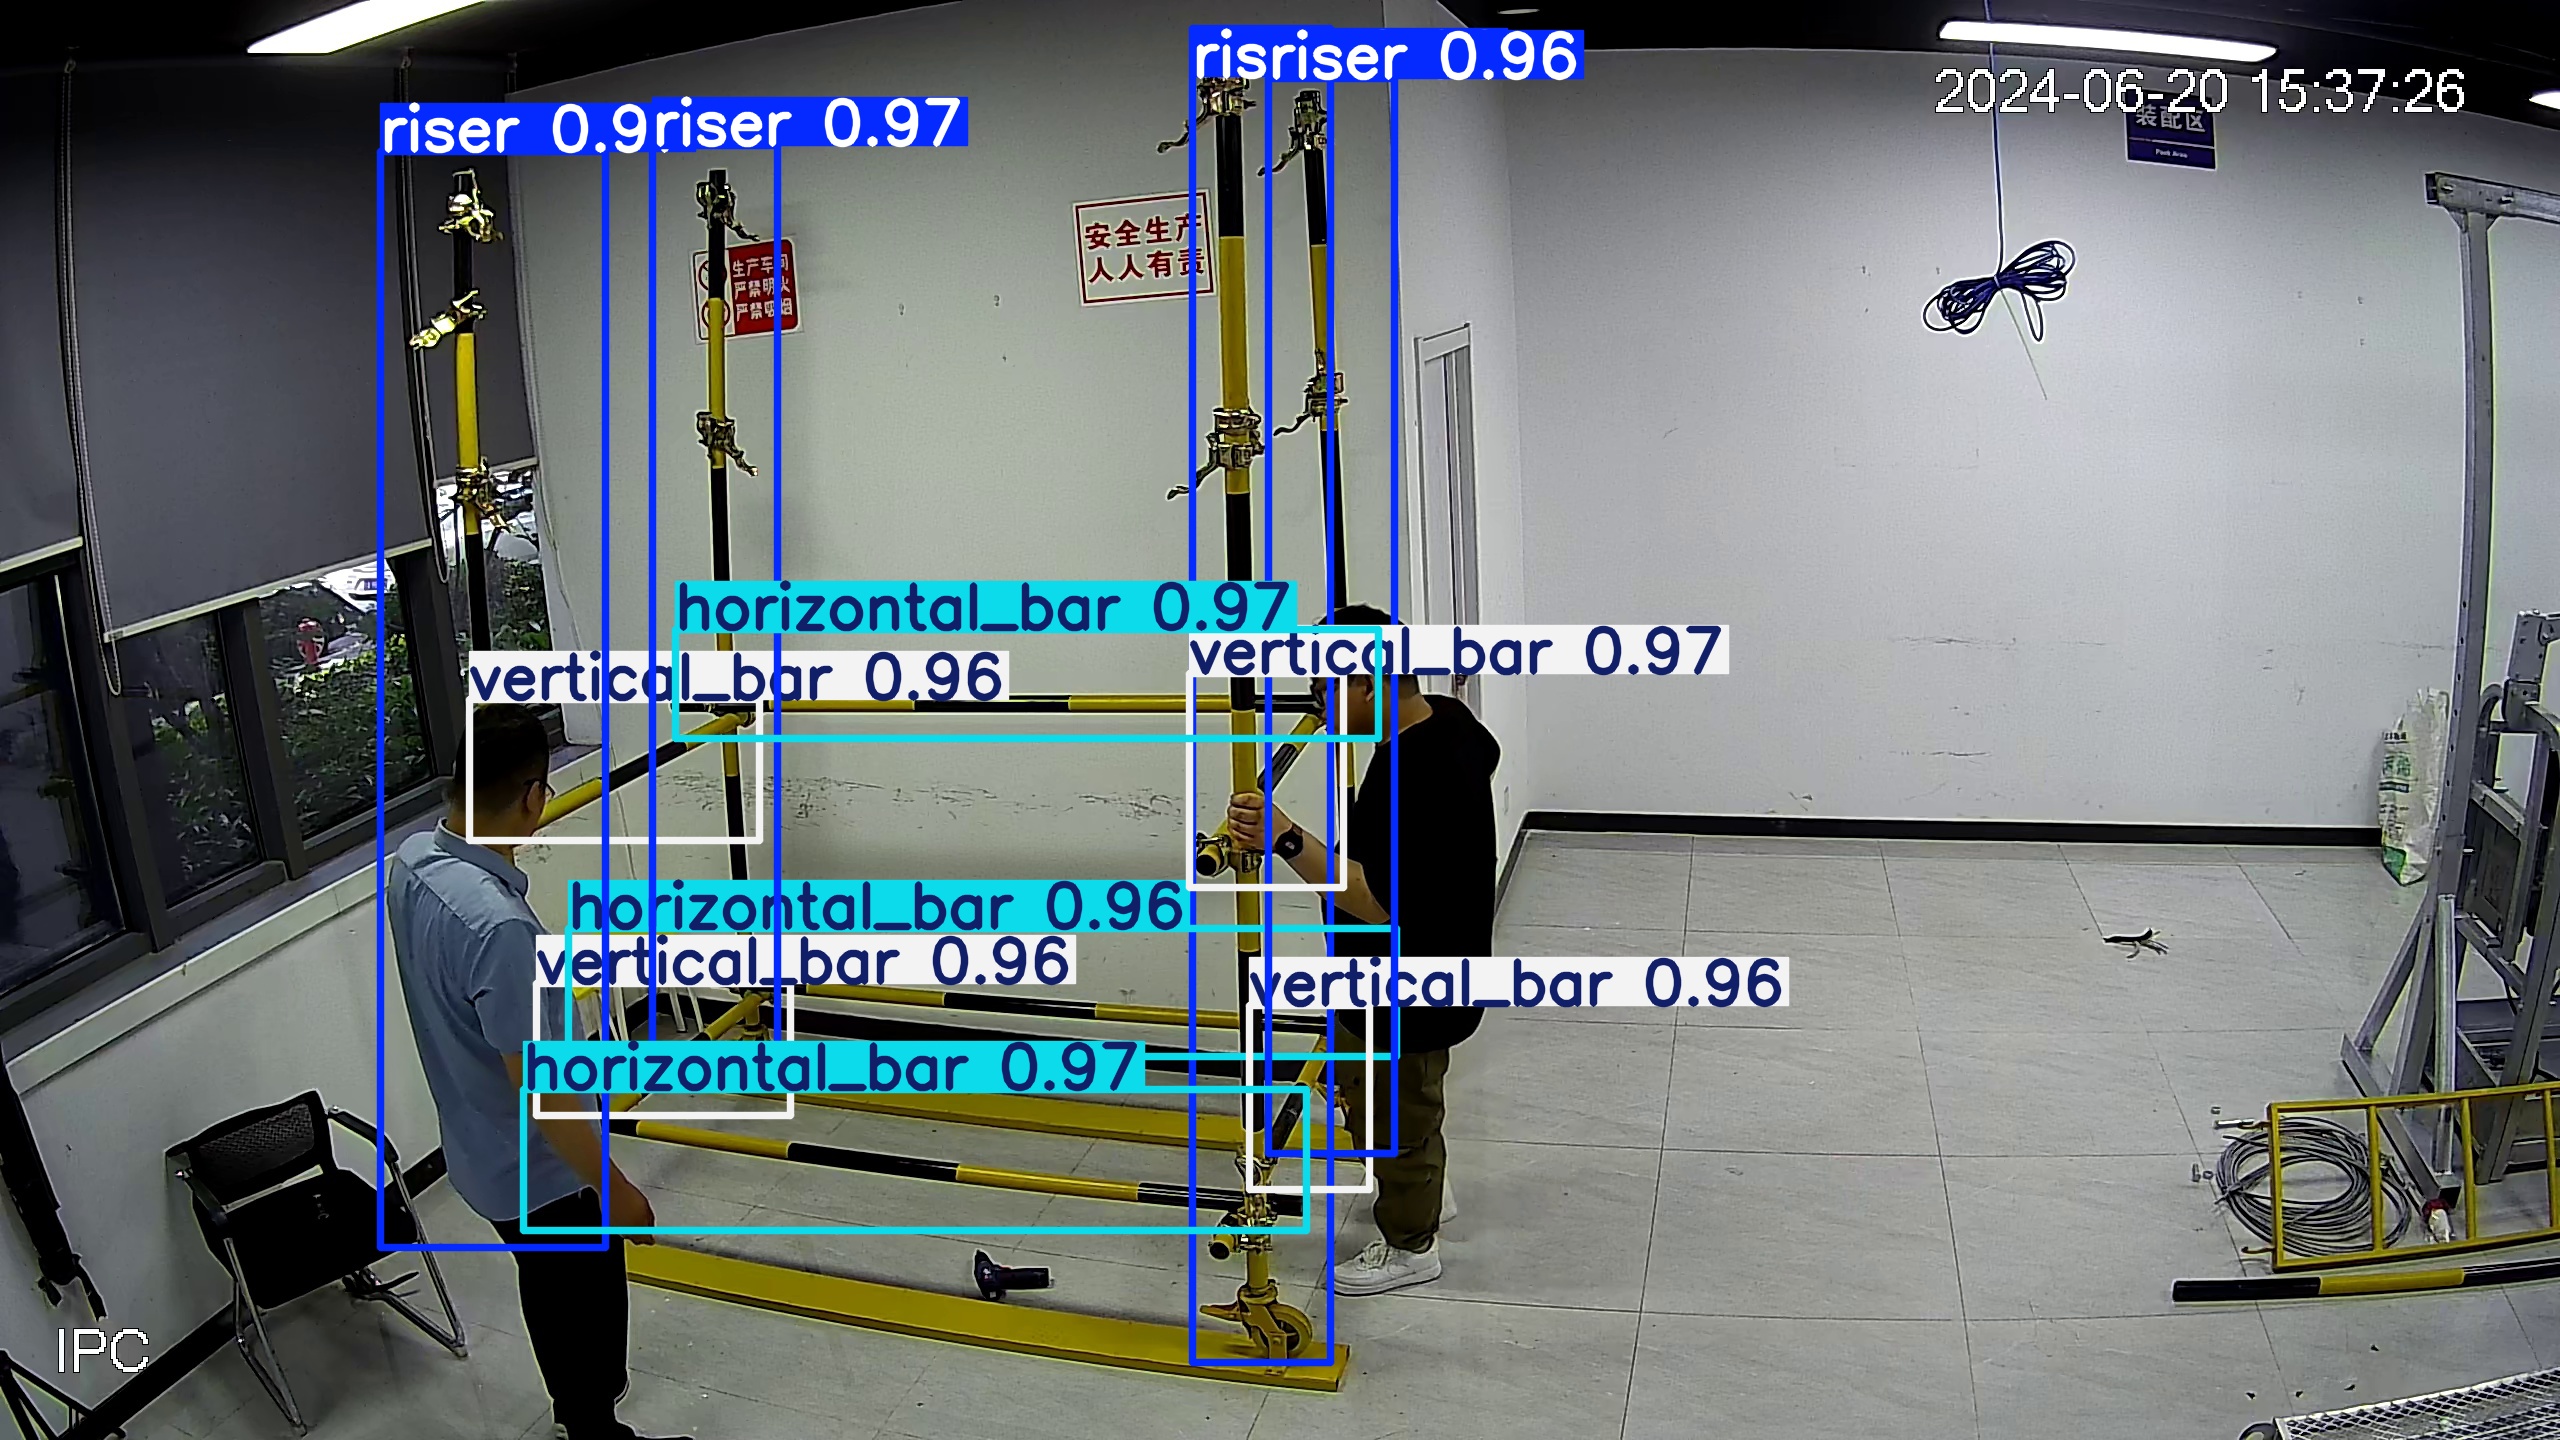 risriser 0.96
2024-06-20 15:37:26
riser 0.9
riser 0.97
装配区
安全生产
人人有责
生产车间
严禁明火
严禁吸烟
horizontal_bar 0.97
vertical_bar 0.97
vertical_bar 0.96
horizontal_bar 0.96
vertical_bar 0.96
vertical_bar 0.96
horizontal_bar 0.97
IPC